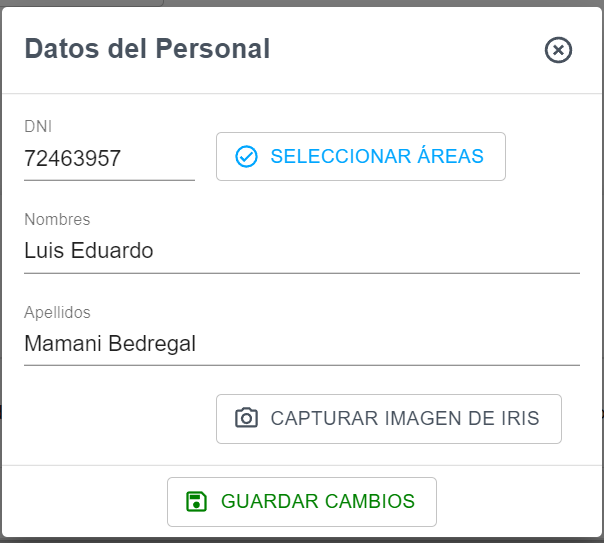 Datos del Personal
DNI
72463957
SELECCIONAR ÁREAS
Nombres
Luis Eduardo
Apellidos
Mamani Bedregal
CAPTURAR IMAGEN DE IRIS
GUARDAR CAMBIOS